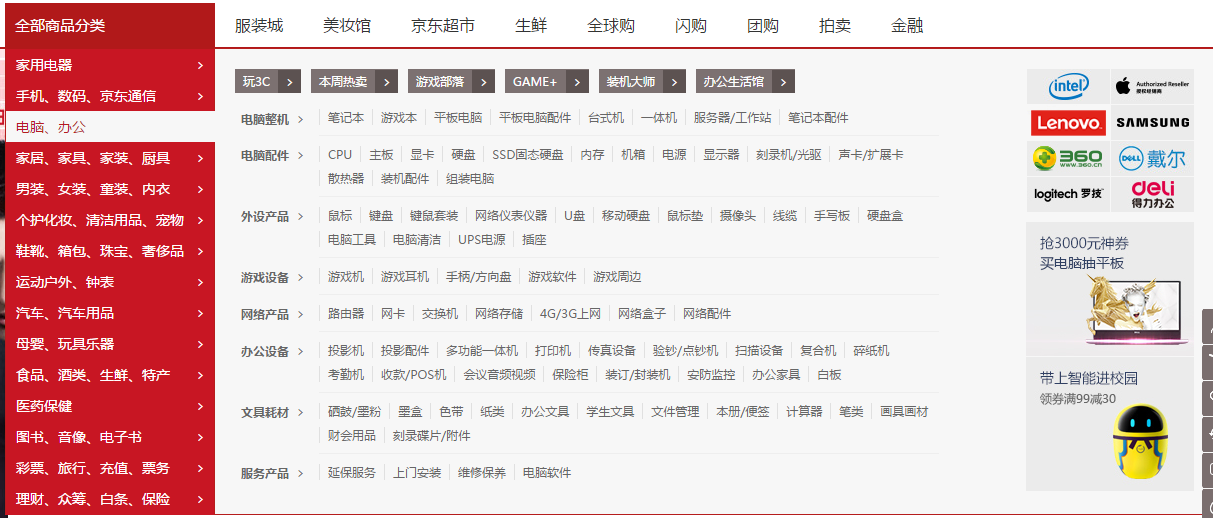 全部商品分类 服装城 美妆馆 京东超市 生鲜 全球购 闪购 团购 拍卖 金融
家用电器 >
手机、数码、京东通信 >
电脑、办公
家居、家具、家装、厨具 >
男装、女装、童装、内衣 >
个护化妆、清洁用品、宠物 >
鞋靴、箱包、珠宝、奢侈品 >
运动户外、钟表 >
汽车、汽车用品 >
母婴、玩具乐器 >
食品、酒类、生鲜、特产 >
医药保健 >
图书、音像、电子书 >
彩票、旅行、充值、票务 >
理财、众筹、白条、保险 >
玩3C > 本周热卖 > 游戏部落 > GAME+ > 装机大师 > 办公生活馆 >
电脑整机 > 笔记本 游戏本 平板电脑 平板电脑配件 台式机 一体机 服务器/工作站 笔记本配件
电脑配件 > CPU 主板 显卡 硬盘 SSD固态硬盘 内存 机箱 电源 显示器 刻录机/光驱 声卡/扩展卡
散热器 装机配件 组装电脑
外设产品 > 鼠标 键盘 键鼠套装 网络仪表仪器 U盘 移动硬盘 鼠标垫 摄像头 线缆 手写板 硬盘盒
电脑工具 电脑清洁 UPS电源 插座
游戏设备 > 游戏机 游戏耳机 手柄/方向盘 游戏软件 游戏周边
网络产品 > 路由器 网卡 交换机 网络存储 4G/3G上网 网络盒子 网络配件
办公设备 > 投影机 投影配件 多功能一体机 打印机 传真设备 验钞/点钞机 扫描设备 复合机 碎纸机
考勤机 收款/POS机 会议音频视频 保险柜 装订/封装机 安防监控 办公家具 白板
文具耗材 > 硒鼓/墨粉 墨盒 色带 纸类 办公文具 学生文具 文件管理 本册/便签 计算器 笔类 画具画材
财会用品 刻录碟片/附件
服务产品 > 延保服务 上门安装 维修保养 电脑软件
intel Authorized Reseller
授权经销商
Lenovo SAMSUNG
360 DELL 戴尔
www.360.cn
logitech 罗技 deli
得力办公
抢3000元神券
买电脑抽平板
带上智能进校园
领券满99减30